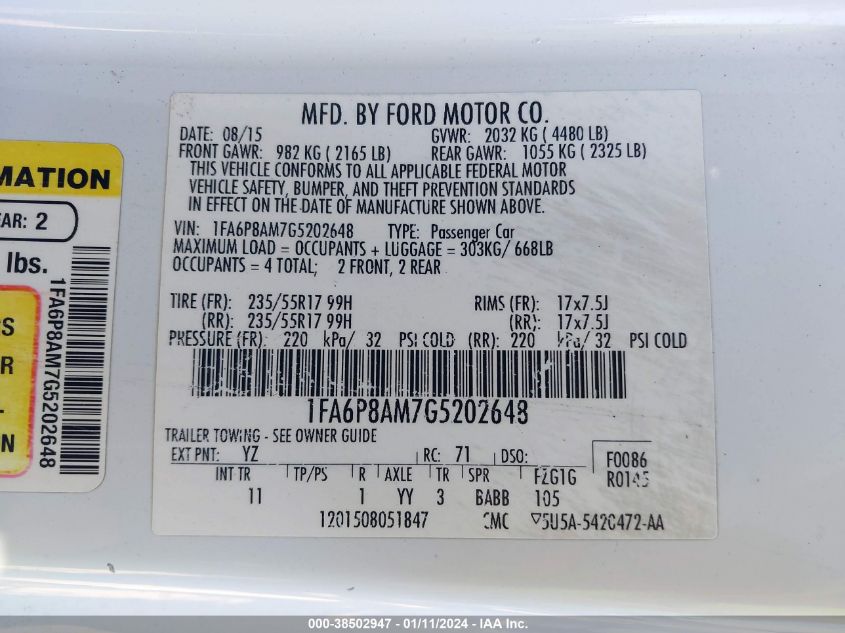 MFD. BY FORD MOTOR CO.
DATE: 08/15 GVWR: 2032 KG ( 4480 LB)
FRONT GAWR: 982 KG ( 2165 LB) REAR GAWR: 1055 KG ( 2325 LB)
THIS VEHICLE CONFORMS TO ALL APPLICABLE FEDERAL MOTOR
VEHICLE SAFETY, BUMPER, AND THEFT PREVENTION STANDARDS
IN EFFECT ON THE DATE OF MANUFACTURE SHOWN ABOVE.
VIN: 1FA6P8AM7G5202648 TYPE: Passenger Car
MAXIMUM LOAD = OCCUPANTS + LUGGAGE = 303KG/ 668LB
OCCUPANTS = 4 TOTAL; 2 FRONT, 2 REAR
TIRE (FR): 235/55R17 99H RIMS (FR): 17x7.5J
(RR): 235/55R17 99H (RR): 17x7.5J
PRESSURE (FR): 220 kPa/ 32 PSI COLD (RR): 220 kPa/ 32 PSI COLD
1FA6P8AM7G5202648
TRAILER TOWING - SEE OWNER GUIDE
EXT PNT: YZ RC: 71 DSO: F0086
R0145
INT TR TP/PS R AXLE TR SPR FZG1G
11 1 YY 3 BABB 105
1201508051847 CMC 5U5A-5420472-AA
MATION
EAR: 2
lbs.
S
R
L-
N
1FA6P8AM7G5202648
000-38502947 - 01/11/2024 - IAA Inc.